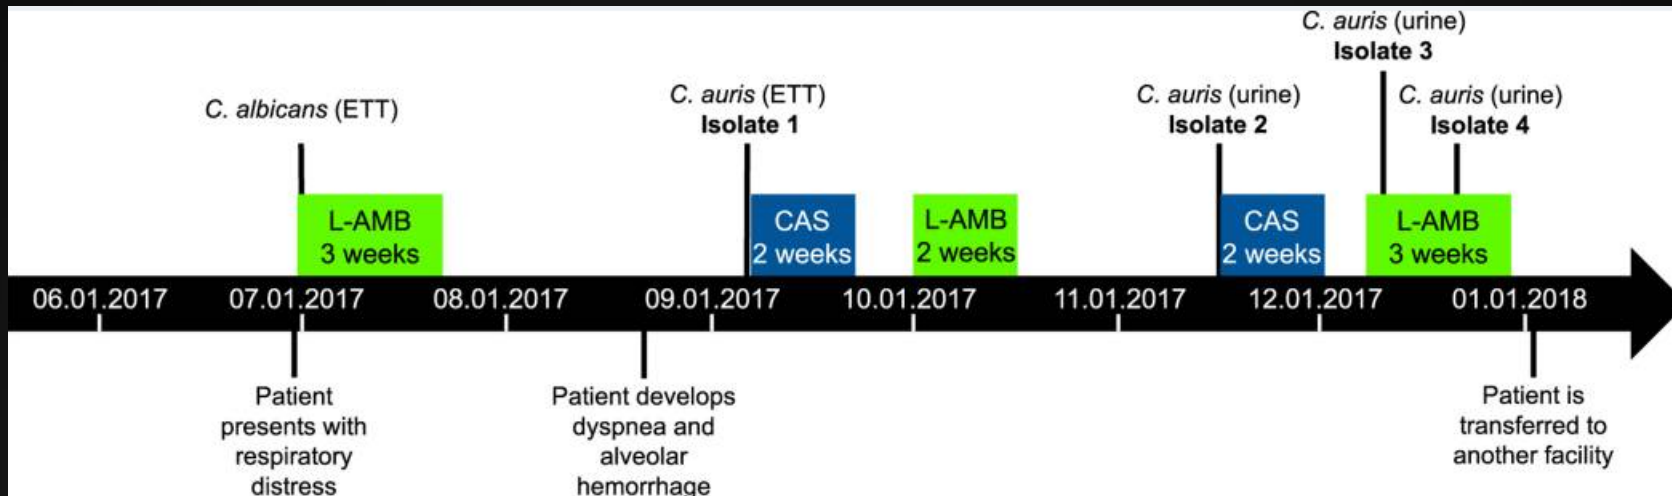 C. auris (urine)
Isolate 3
C. albicans (ETT)
C. auris (ETT)
Isolate 1
C. auris (urine)
Isolate 2
C. auris (urine)
Isolate 4
L-AMB
3 weeks
CAS
2 weeks
L-AMB
2 weeks
CAS
2 weeks
L-AMB
3 weeks
06.01.2017 07.01.2017 08.01.2017 09.01.2017 10.01.2017 11.01.2017 12.01.2017 01.01.2018
Patient
presents with
respiratory
distress
Patient develops
dyspnea and
alveolar
hemorrhage
Patient is
transferred to
another facility